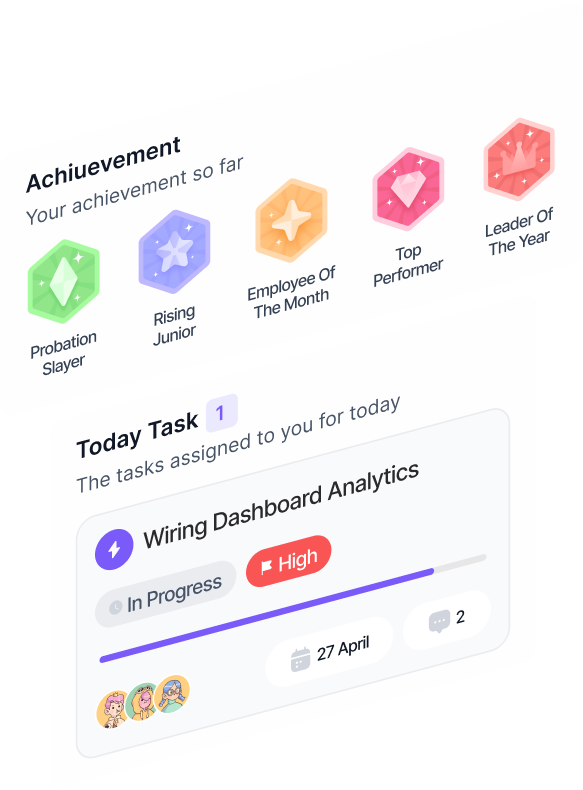 Achiuevement
Your achievement so far
Probation
Slayer
Rising
Junior
Employee Of
The Month
Top
Performer
Leader Of
The Year
Today Task 1
The tasks assigned to you for today
Wiring Dashboard Analytics
In Progress
High
27 April
2